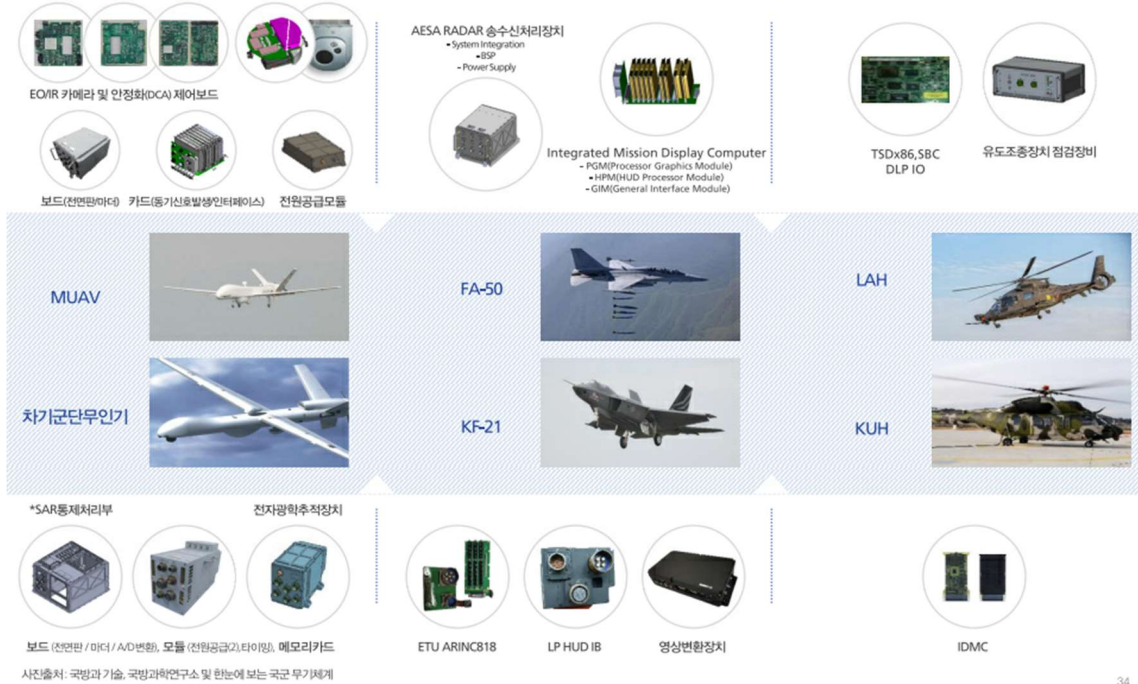 EO/IR 카메라 및 안정화(DCA) 제어보드
보드(전면판/마더)
카드(동기신호발생/인터페이스)
전원공급모듈
AESA RADAR 송수신처리장치
- System Integration
- BSP
- Power Supply
Integrated Mission Display Computer
- PGM(Processor Graphics Module)
- HPM(HUD Processor Module)
- GIM(General Interface Module)
TSDx86,SBC
DLP IO
유도조종장치 점검장비
MUAV
FA-50
LAH
차기군단무인기
KF-21
KUH
*SAR통제처리부
전자광학추적장치
보드 (전면판 / 마더 / A/D변환), 모듈 (전원공급(2),타이밍), 메모리카드
ETU ARINC818
LP HUD IB
영상변환장치
IDMC
사진출처 : 국방과 기술, 국방과학연구소 및 한눈에 보는 국군 무기체계
34